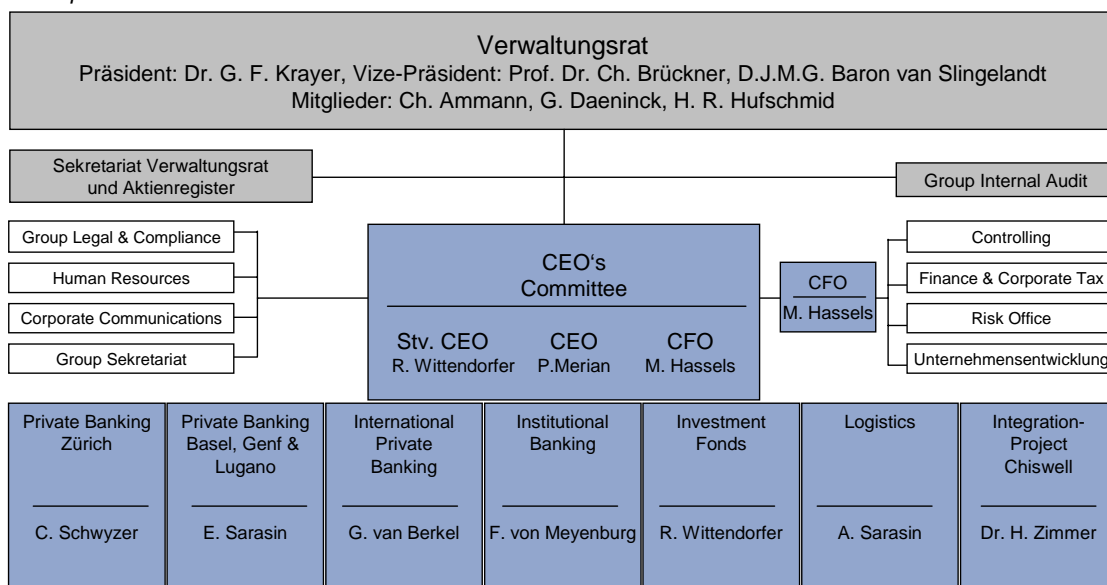 Verwaltungsrat
Präsident: Dr. G. F. Krayer, Vize-Präsident: Prof. Dr. Ch. Brückner, D.J.M.G. Baron van Slingelandt
Mitglieder: Ch. Ammann, G. Daeninck, H. R. Hufschmid
Sekretariat Verwaltungsrat
und Aktienregister
Group Internal Audit
Group Legal & Compliance
Human Resources
Corporate Communications
Group Sekretariat
CEO‘s
Committee
Stv. CEO
R. Wittendorfer
CEO
P.Merian
CFO
M. Hassels
CFO
M. Hassels
Controlling
Finance & Corporate Tax
Risk Office
Unternehmensentwicklung
Private Banking
Zürich
C. Schwyzer
Private Banking
Basel, Genf &
Lugano
E. Sarasin
International
Private
Banking
G. van Berkel
Institutional
Banking
F. von Meyenburg
Investment
Fonds
R. Wittendorfer
Logistics
A. Sarasin
Integration-
Project
Chiswell
Dr. H. Zimmer